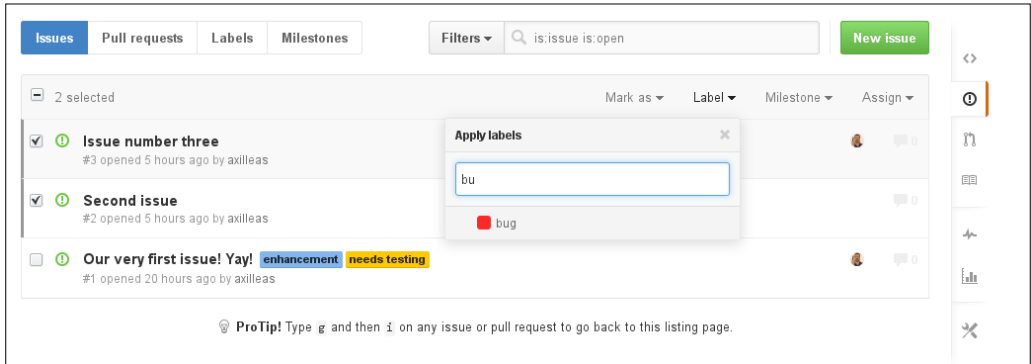 Issues Pull requests Labels Milestones Filters is:issue is:open New issue
2 selected Mark as Label Milestone Assign
Apply labels
Issue number three 0
#3 opened 5 hours ago by axilleas
bu
Second issue 0
#2 opened 5 hours ago by axilleas
bug
Our very first issue! Yay! enhancement needs testing 0
#1 opened 20 hours ago by axilleas
ProTip! Type g and then i on any issue or pull request to go back to this listing page.